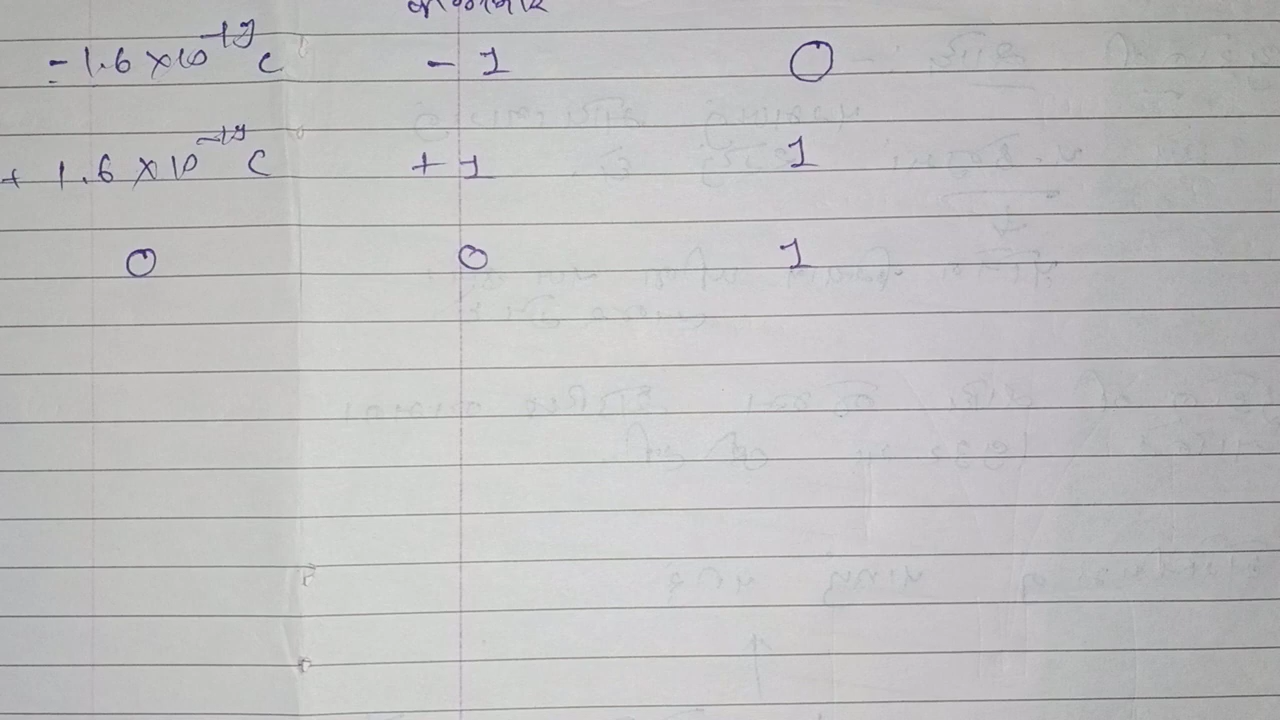 - 1.6 × 10⁻¹⁹ C - 1 0
+ 1.6 × 10⁻¹⁹ C + 1 1
0 0 1